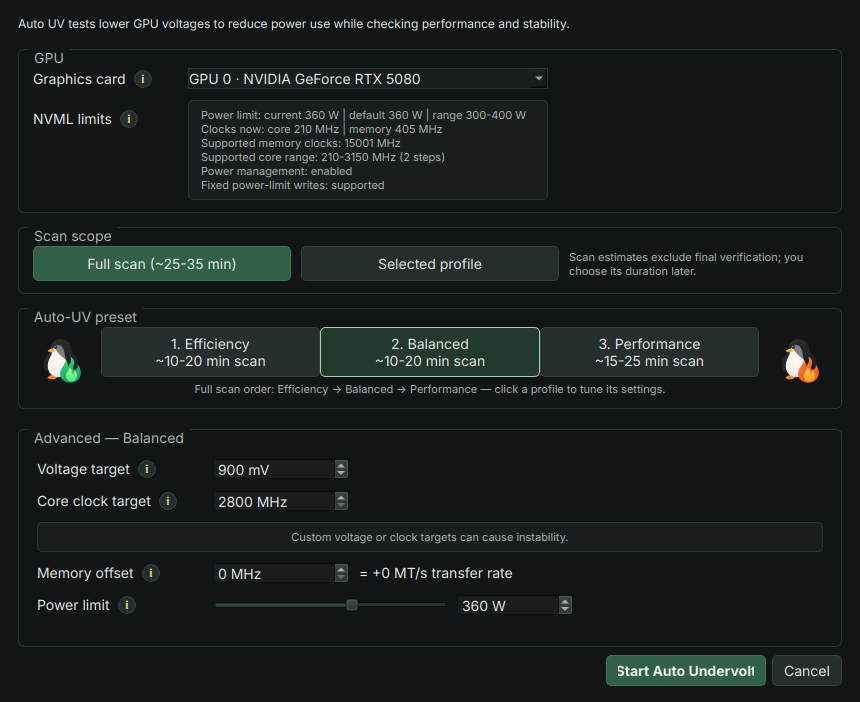 Auto UV tests lower GPU voltages to reduce power use while checking performance and stability.
GPU
Graphics card i
GPU 0 · NVIDIA GeForce RTX 5080
NVML limits i
Power limit: current 360 W | default 360 W | range 300-400 W
Clocks now: core 210 MHz | memory 405 MHz
Supported memory clocks: 15001 MHz
Supported core range: 210-3150 MHz (2 steps)
Power management: enabled
Fixed power-limit writes: supported
Scan scope
Full scan (~25-35 min)
Selected profile
Scan estimates exclude final verification; you
choose its duration later.
Auto-UV preset
1. Efficiency
~10-20 min scan
2. Balanced
~10-20 min scan
3. Performance
~15-25 min scan
Full scan order: Efficiency → Balanced → Performance — click a profile to tune its settings.
Advanced — Balanced
Voltage target i 900 mV
Core clock target i 2800 MHz
Custom voltage or clock targets can cause instability.
Memory offset i 0 MHz = +0 MT/s transfer rate
Power limit i 360 W
Start Auto Undervolt
Cancel